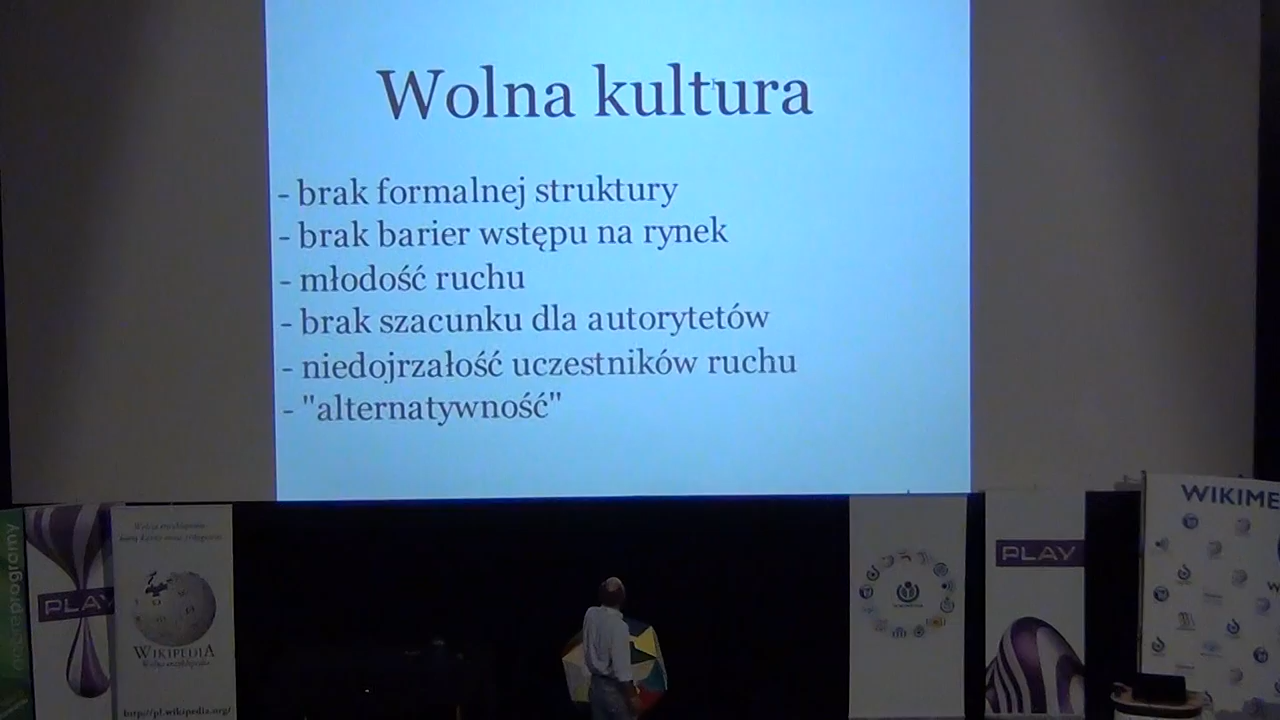 Wolna kultura
- brak formalnej struktury
- brak barier wstępu na rynek
- młodość ruchu
- brak szacunku dla autorytetów
- niedojrzałość uczestników ruchu
- "alternatywność"
PLAY
WIKIPEDIA
Wolna encyklopedia
http://pl.wikipedia.org/
PLAY
WIKIME